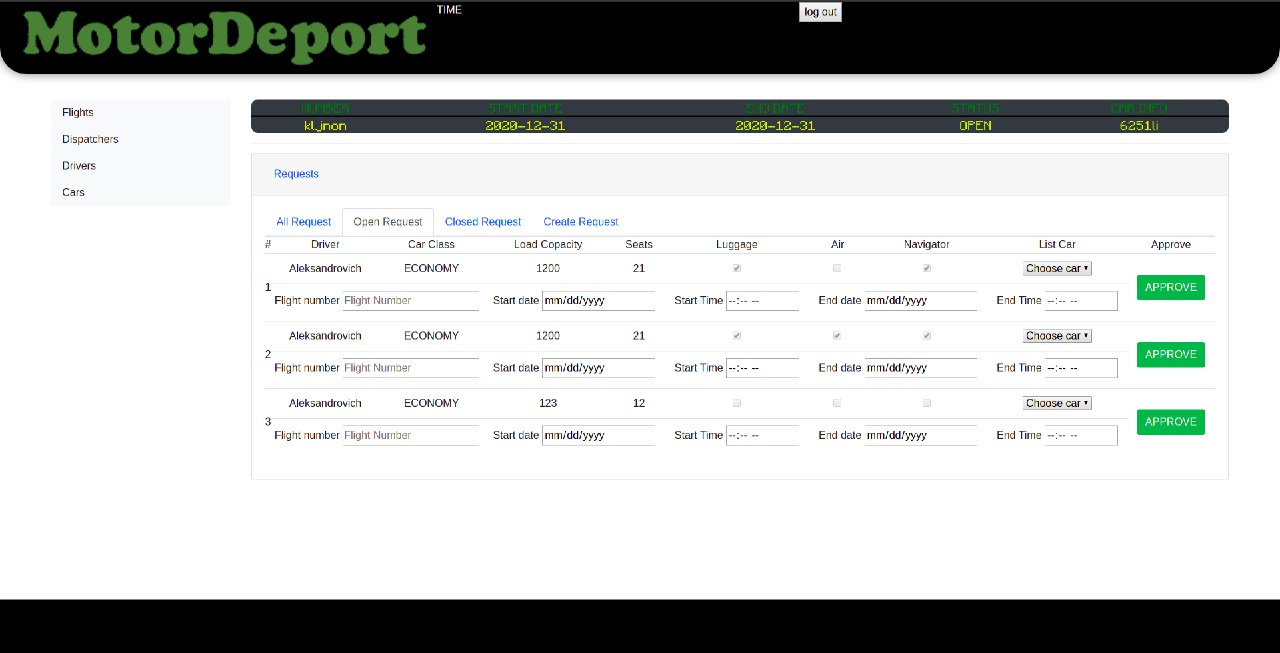 MotorDeport
TIME
log out
Flights
Dispatchers
Drivers
Cars
NUMBER START DATE END DATE STATUS CAR INFO
kljnon 2020-12-31 2020-12-31 OPEN 6251li
Requests
All Request Open Request Closed Request Create Request
# Driver Car Class Load Copacity Seats Luggage Air Navigator List Car Approve
Aleksandrovich ECONOMY 1200 21 Choose car
1 APPROVE
Flight number Flight Number Start date mm/dd/yyyy Start Time --:-- -- End date mm/dd/yyyy End Time --:-- --
Aleksandrovich ECONOMY 1200 21 Choose car
2 APPROVE
Flight number Flight Number Start date mm/dd/yyyy Start Time --:-- -- End date mm/dd/yyyy End Time --:-- --
Aleksandrovich ECONOMY 123 12 Choose car
3 APPROVE
Flight number Flight Number Start date mm/dd/yyyy Start Time --:-- -- End date mm/dd/yyyy End Time --:-- --